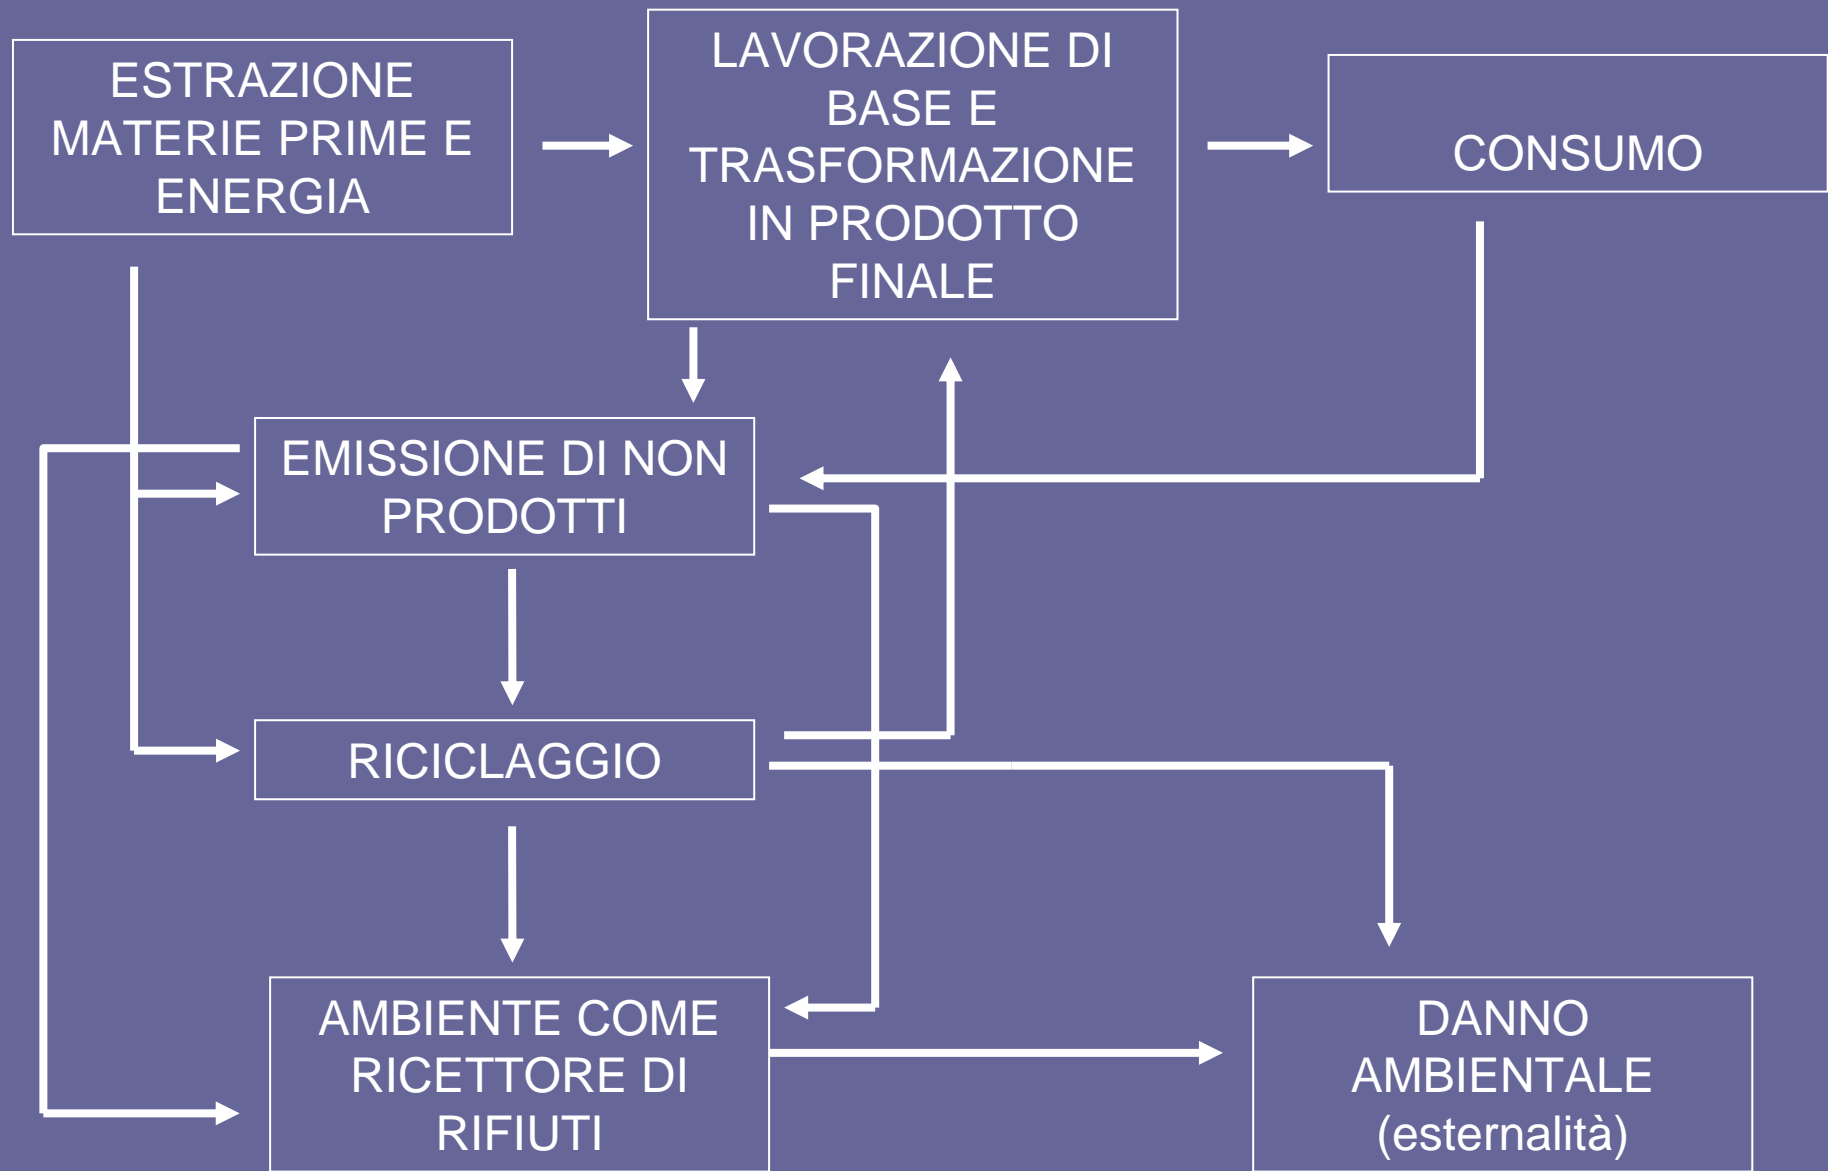 ESTRAZIONE
MATERIE PRIME E
ENERGIA
LAVORAZIONE DI
BASE E
TRASFORMAZIONE
IN PRODOTTO
FINALE
CONSUMO
EMISSIONE DI NON
PRODOTTI
RICICLAGGIO
AMBIENTE COME
RICETTORE DI
RIFIUTI
DANNO
AMBIENTALE
(esternalità)